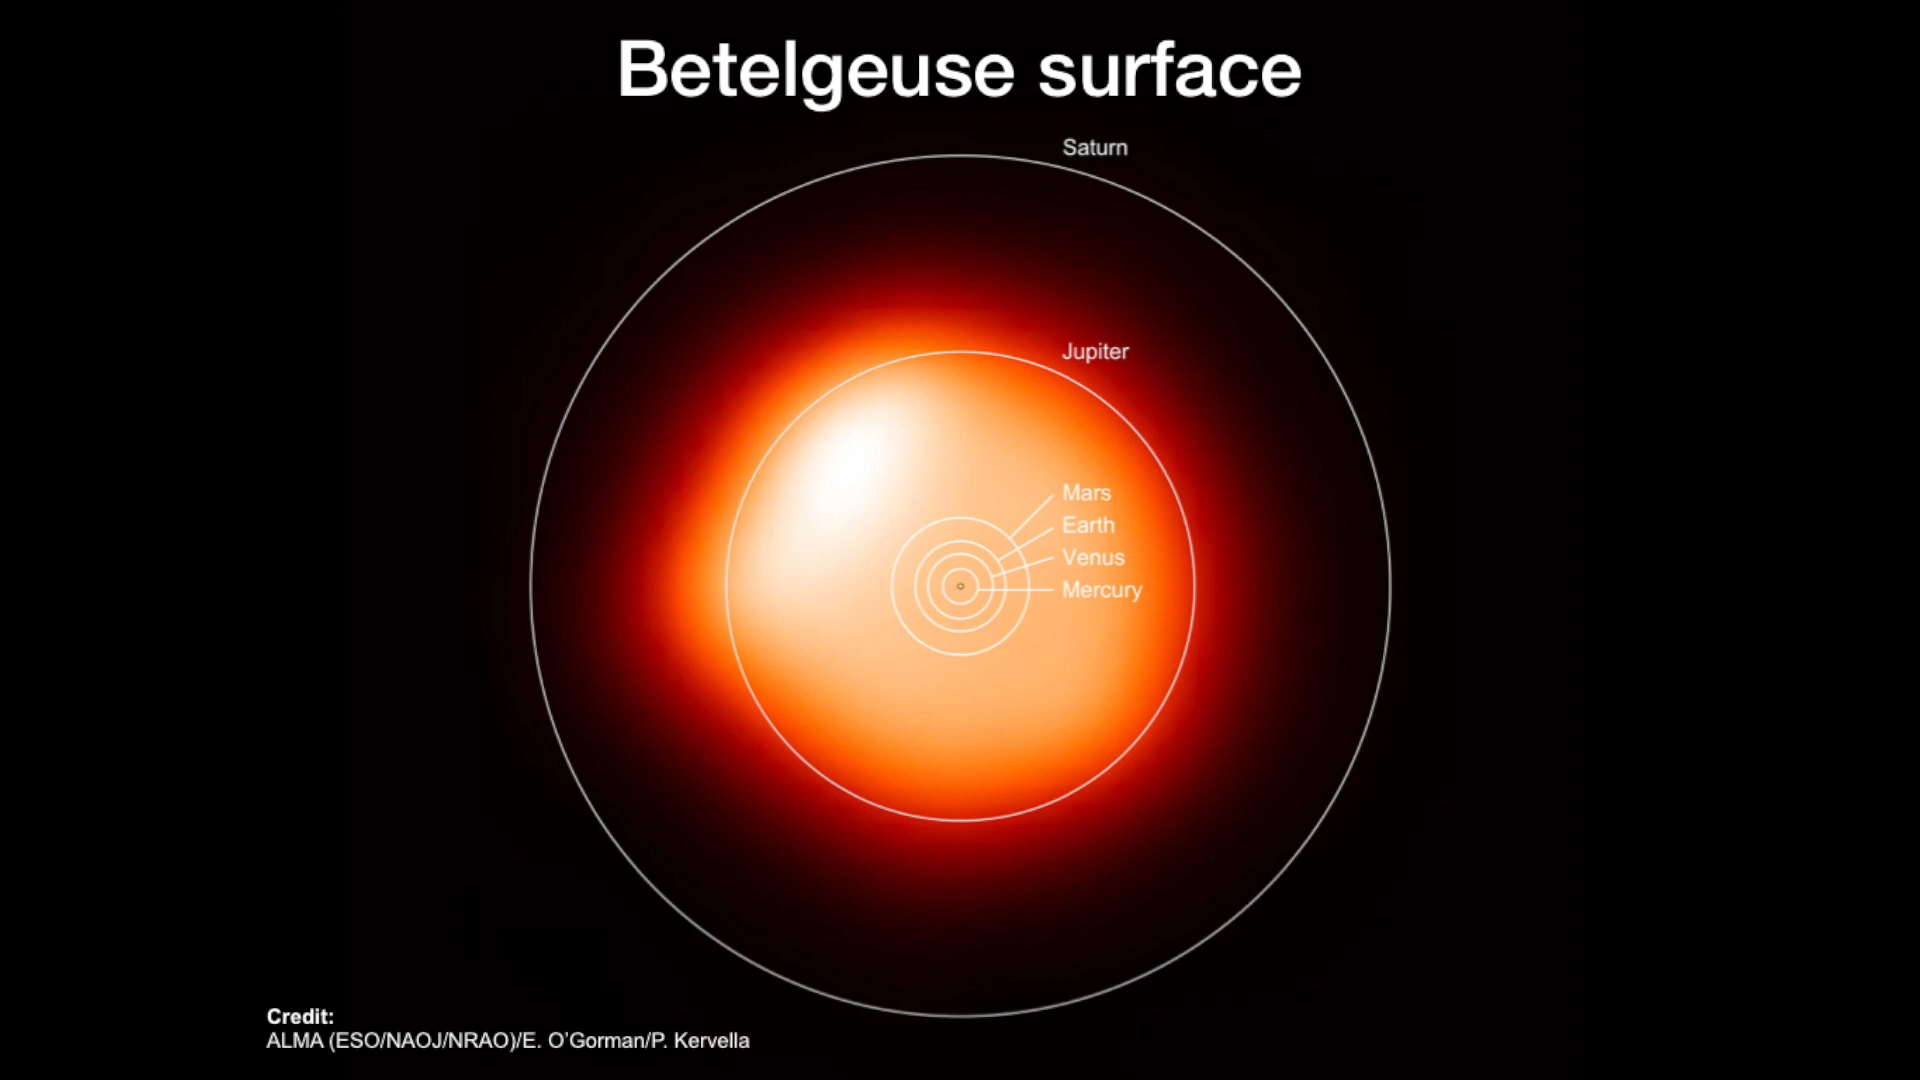 Betelgeuse surface
Saturn
Jupiter
Mars
Earth
Venus
Mercury
Credit:
ALMA (ESO/NAOJ/NRAO)/E. O'Gorman/P. Kervella